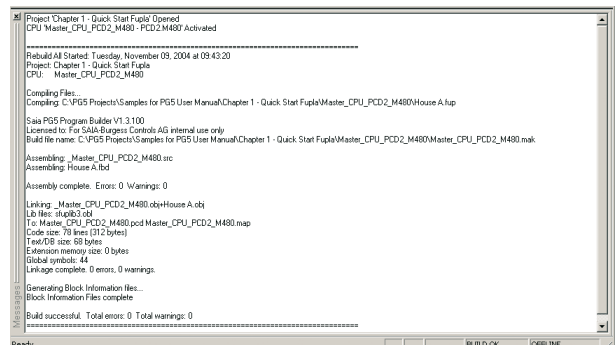 Project 'Chapter 1 - Quick Start Fupla' Opened
CPU 'Master_CPU_PCD2_M480 - PCD2.M480' Activated
==============================================================================
Rebuild All Started: Tuesday, November 09, 2004 at 09:43:20
Project: Chapter 1 - Quick Start Fupla
CPU: Master_CPU_PCD2_M480
Compiling Files...
Compiling: C:\PG5 Projects\Samples for PG5 User Manual\Chapter 1 - Quick Start Fupla\Master_CPU_PCD2_M480\House A.fup
Saia PG5 Program Builder V1.3.100
Licensed to: For SAIA-Burgess Controls AG internal use only
Build file name: C:\PG5 Projects\Samples for PG5 User Manual\Chapter 1 - Quick Start Fupla\Master_CPU_PCD2_M480\Master_CPU_PCD2_M480.mak
Assembling: _Master_CPU_PCD2_M480.src
Assembling: House A.fbd
Assembly complete. Errors: 0 Warnings: 0
Linking: _Master_CPU_PCD2_M480.obj+House A.obj
Lib files: sfuplib3.obl
To: Master_CPU_PCD2_M480.pcd Master_CPU_PCD2_M480.map
Code size: 78 lines (312 bytes)
Text/DB size: 68 bytes
Extension memory size: 0 bytes
Global symbols: 44
Linkage complete. 0 errors, 0 warnings.
Generating Block Information files...
Block Information Files complete
Build successful. Total errors: 0 Total warnings: 0
==============================================================================
Messages
Ready
BUILD OK
OFFLINE